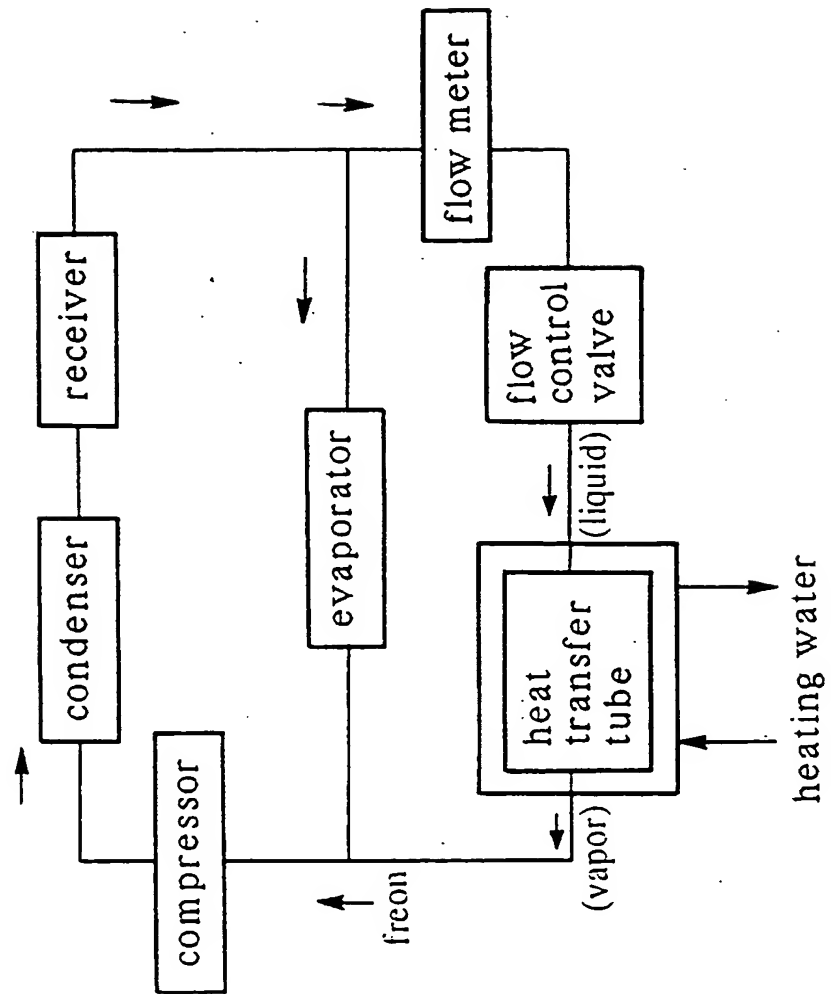 compressor
condenser
receiver
freon
evaporator
flow meter
(vapor)
heat
transfer
tube
(liquid)
flow
control
valve
heating water